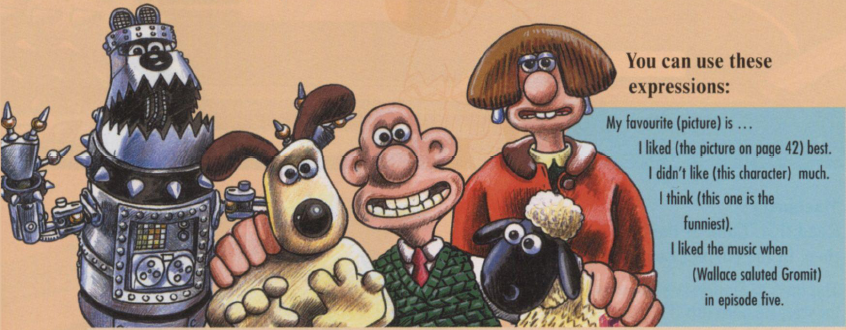 You can use these
expressions:
My favourite (picture) is ...
I liked (the picture on page 42) best.
I didn't like (this character) much.
I think (this one is the
funniest).
I liked the music when
(Wallace saluted Gromit)
in episode five.